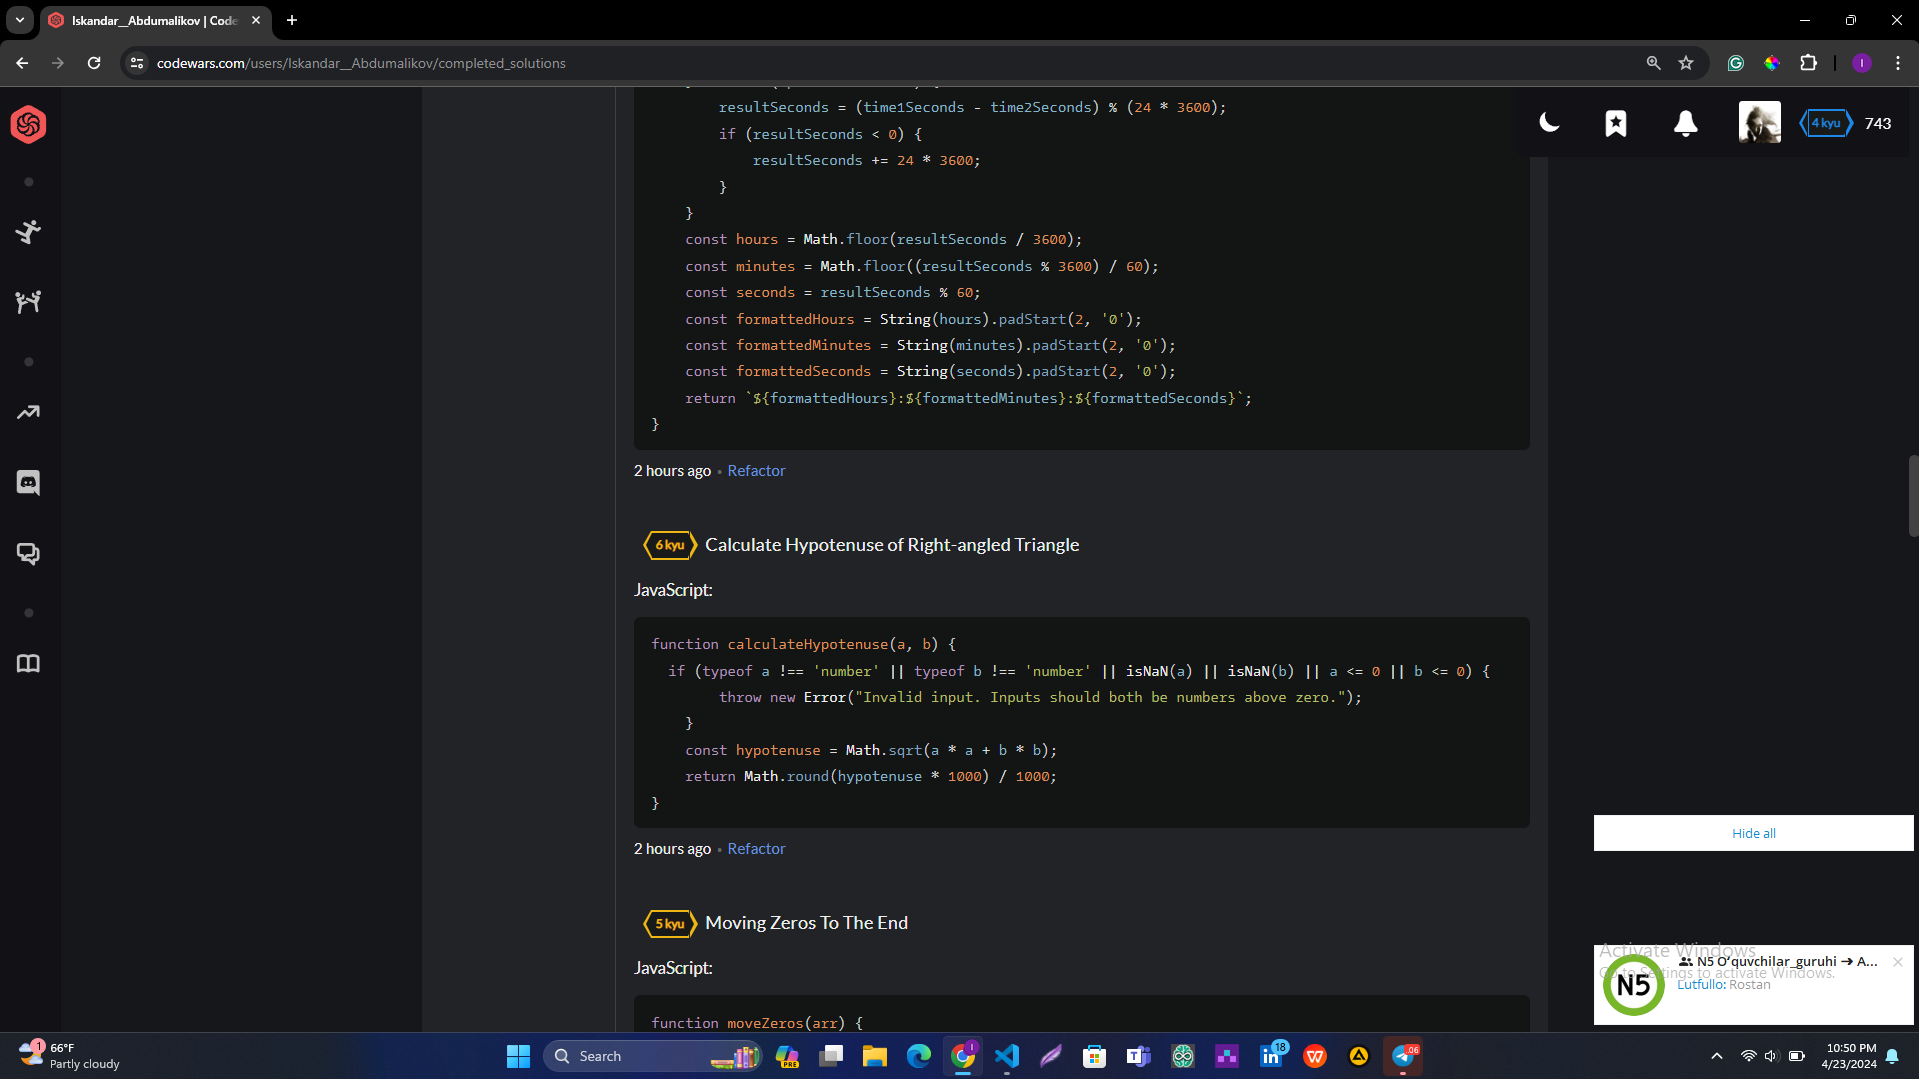 Iskandar__Abdumalikov | Code
codewars.com/users/Iskandar__Abdumalikov/completed_solutions
I
4 kyu 743
resultSeconds = (time1Seconds - time2Seconds) % (24 * 3600);
if (resultSeconds < 0) {
resultSeconds += 24 * 3600;
}
}
const hours = Math.floor(resultSeconds / 3600);
const minutes = Math.floor((resultSeconds % 3600) / 60);
const seconds = resultSeconds % 60;
const formattedHours = String(hours).padStart(2, '0');
const formattedMinutes = String(minutes).padStart(2, '0');
const formattedSeconds = String(seconds).padStart(2, '0');
return `${formattedHours}:${formattedMinutes}:${formattedSeconds}`;
}
2 hours ago • Refactor
6 kyu Calculate Hypotenuse of Right-angled Triangle
JavaScript:
function calculateHypotenuse(a, b) {
if (typeof a !== 'number' || typeof b !== 'number' || isNaN(a) || isNaN(b) || a <= 0 || b <= 0) {
throw new Error("Invalid input. Inputs should both be numbers above zero.");
}
const hypotenuse = Math.sqrt(a * a + b * b);
return Math.round(hypotenuse * 1000) / 1000;
}
2 hours ago • Refactor
5 kyu Moving Zeros To The End
JavaScript:
function moveZeros(arr) {
Hide all
Activate Windows
Go to Settings to activate Windows.
N5
N5 Oʻquvchilar_guruhi ➜ A...
Lutfullo: Rostan
1
66°F
Partly cloudy
Search
PRE
18
.06
10:50 PM
4/23/2024